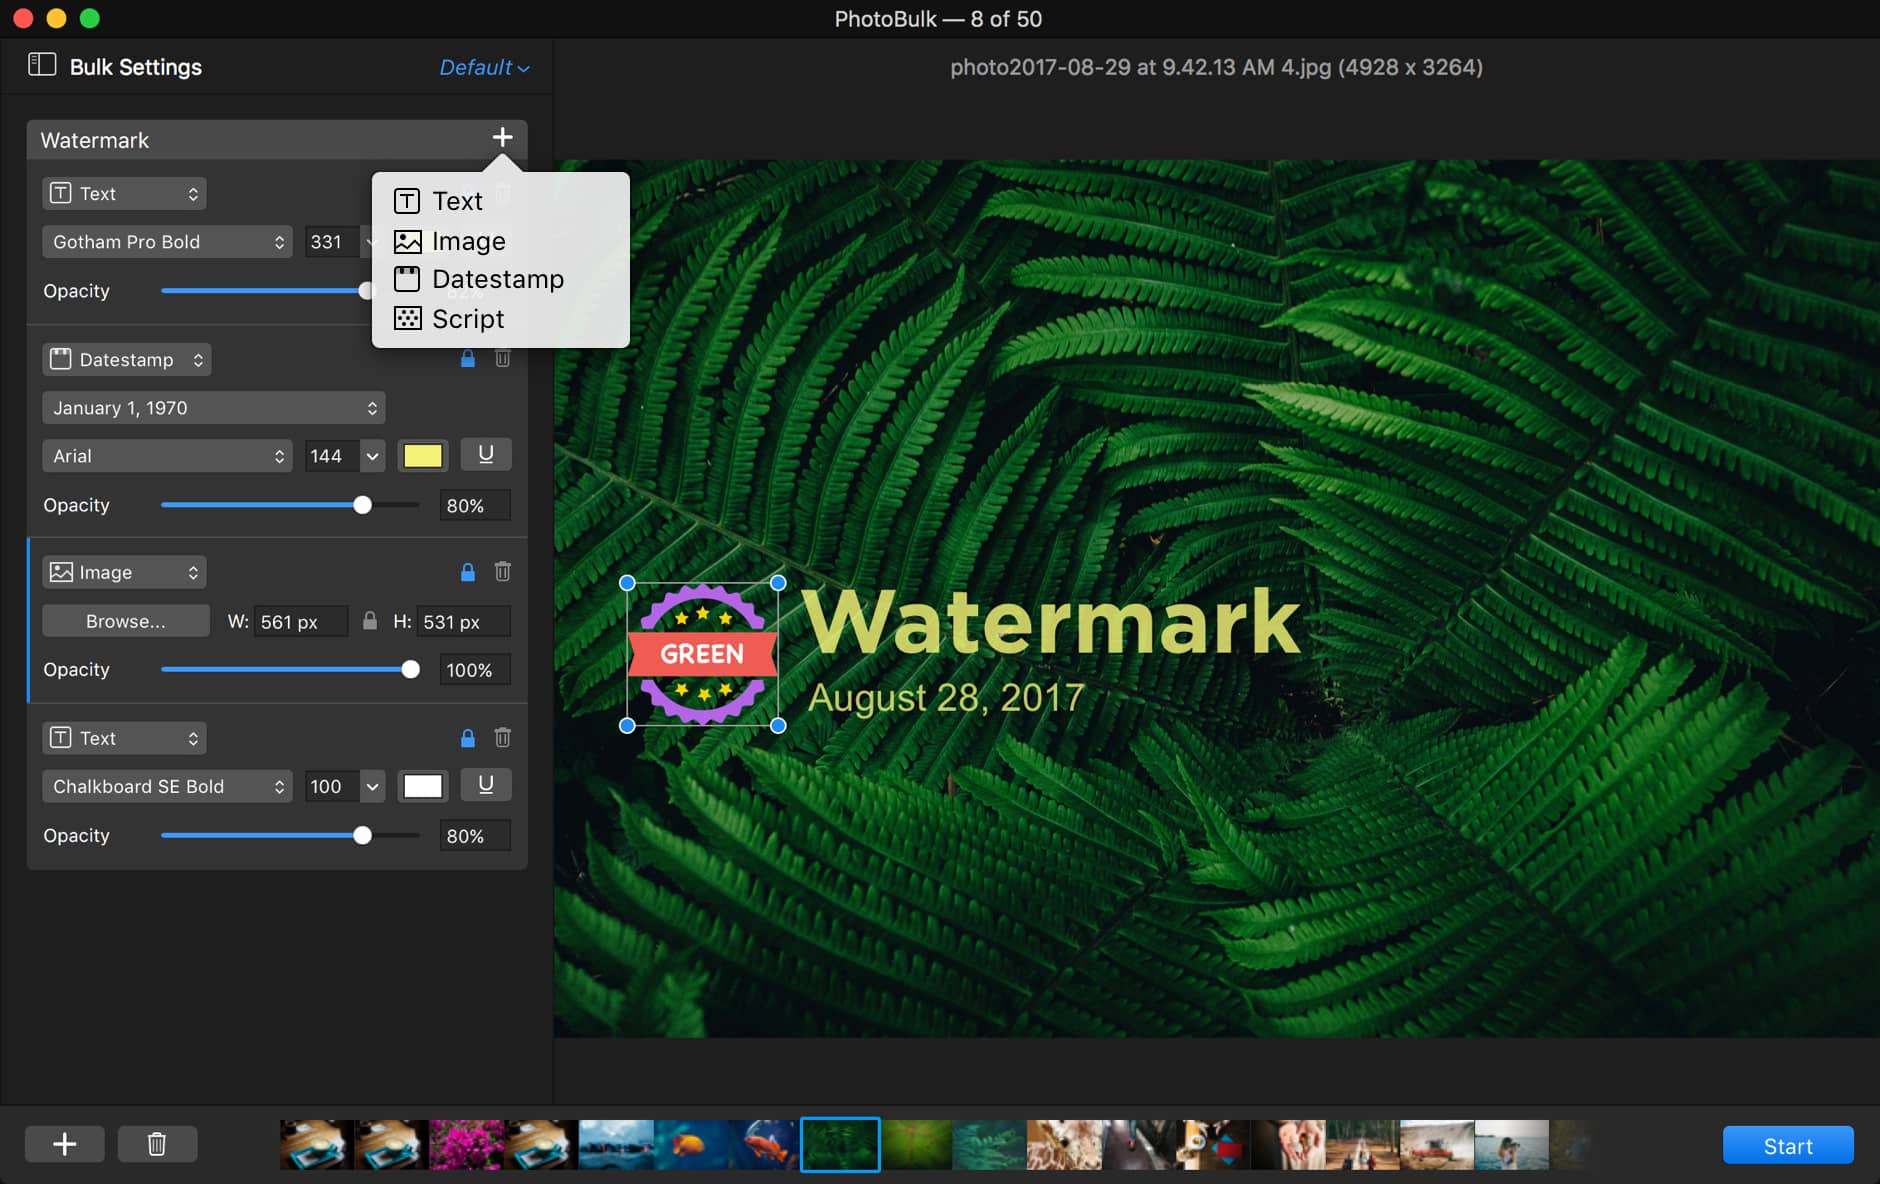 PhotoBulk — 8 of 50
Bulk Settings
Default
photo2017-08-29 at 9.42.13 AM 4.jpg (4928 x 3264)
Watermark
Text
Gotham Pro Bold
331
Opacity
82%
Text
Image
Datestamp
Script
Datestamp
January 1, 1970
Arial
144
U
Opacity
80%
Image
Browse...
W: 561 px
H: 531 px
Opacity
100%
Text
Chalkboard SE Bold
100
U
Opacity
80%
GREEN
Watermark
August 28, 2017
Start